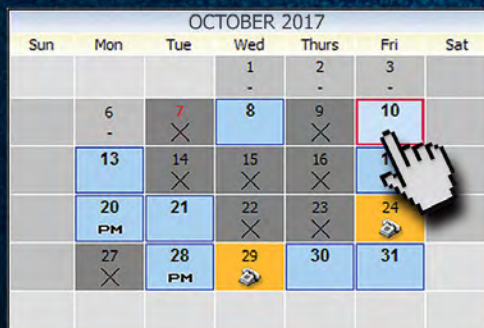 OCTOBER 2017
Sun Mon Tue Wed Thurs Fri Sat
1 2 3
- - -
6 7 8 9 10
-
13 14 15 16
20 21 22 23 24
PM
27 28 29 30 31
PM